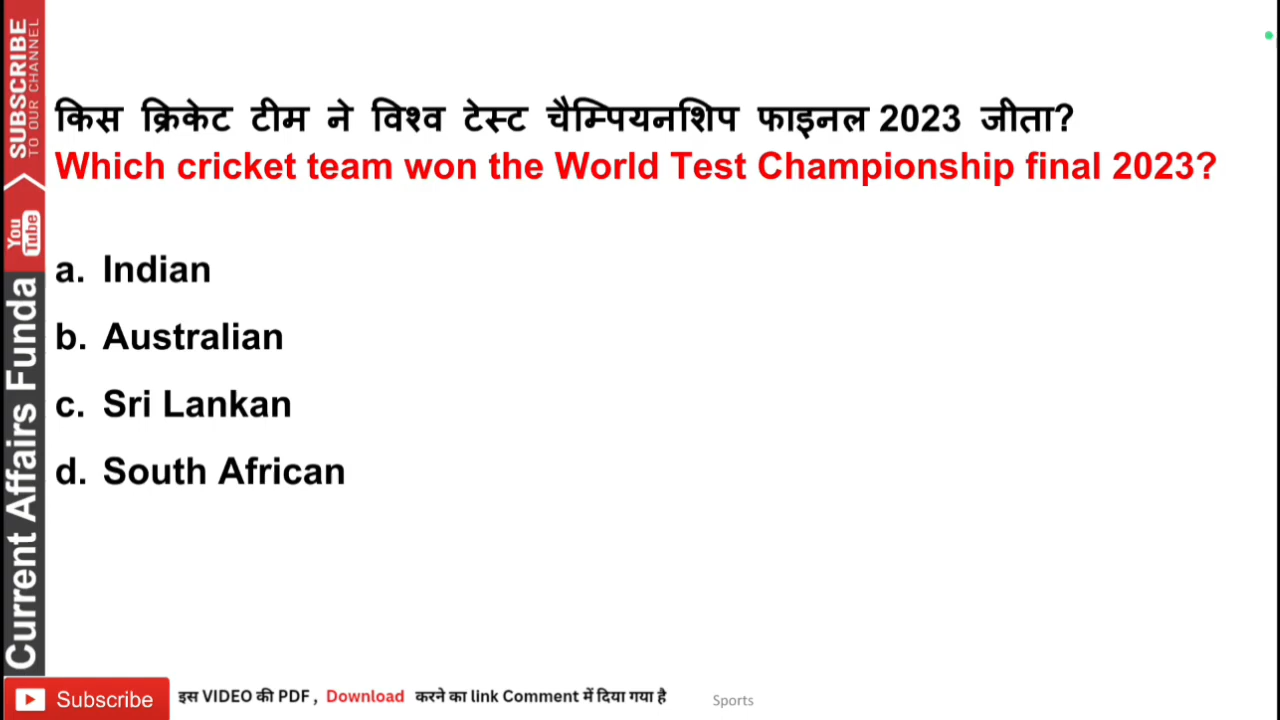 किस क्रिकेट टीम ने विश्व टेस्ट चैम्पियनशिप फाइनल 2023 जीता?
Which cricket team won the World Test Championship final 2023?
a. Indian
b. Australian
c. Sri Lankan
d. South African
SUBSCRIBE
TO OUR CHANNEL
You
Tube
Current Affairs Funda
Subscribe
इस VIDEO की PDF , Download करने का link Comment में दिया गया है
Sports